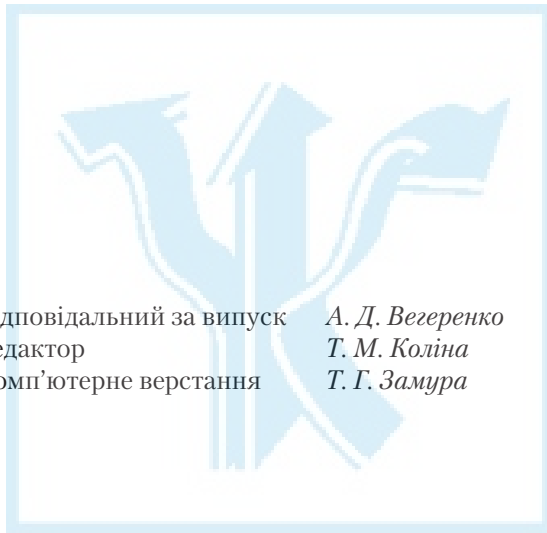 дповідальний за випуск А. Д. Вегеренко
едактор Т. М. Коліна
омп’ютерне верстання Т. Г. Замура